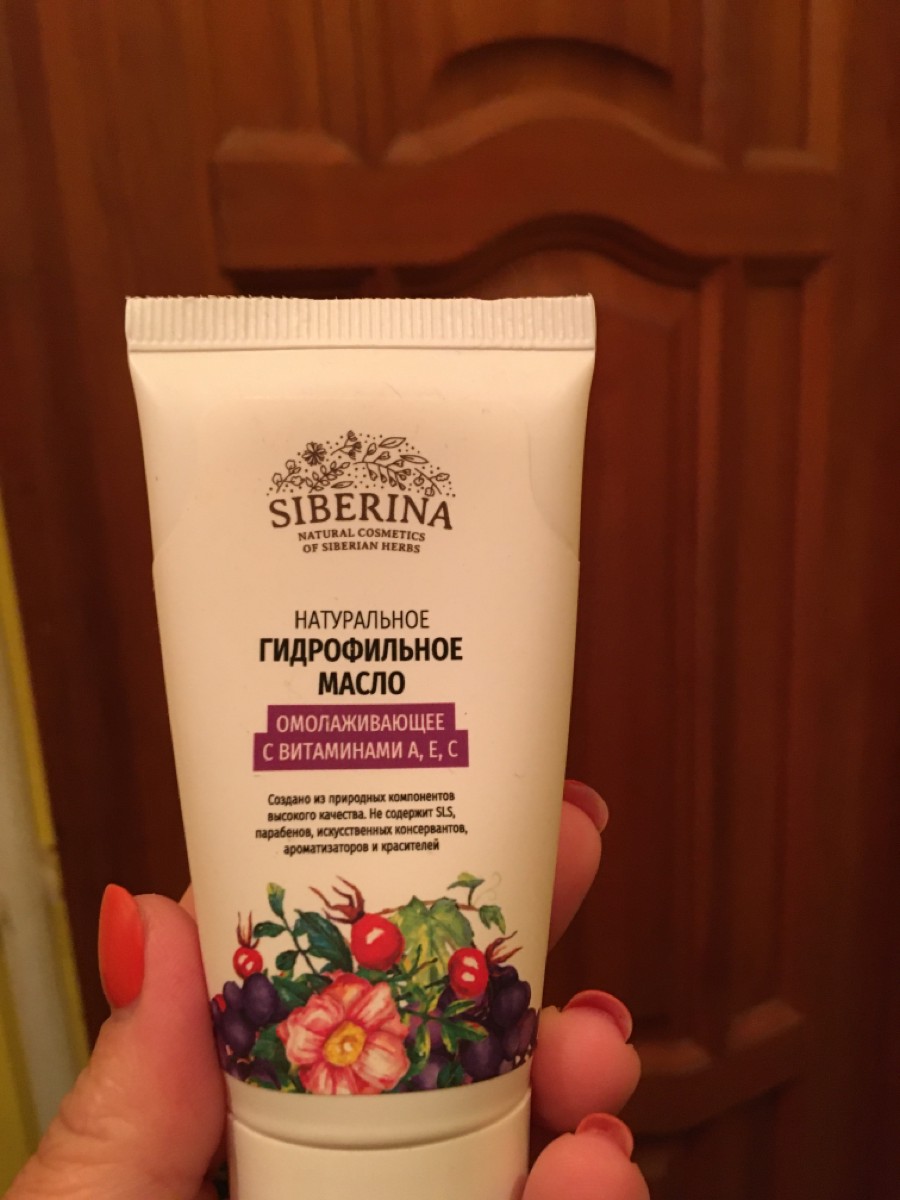 SIBERINA
NATURAL COSMETICS
OF SIBERIAN HERBS
НАТУРАЛЬНОЕ
ГИДРОФИЛЬНОЕ
МАСЛО
ОМОЛАЖИВАЮЩЕЕ
С ВИТАМИНАМИ А, Е, С
Создано из природных компонентов
высокого качества. Не содержит SLS,
парабенов, искусственных консервантов,
ароматизаторов и красителей